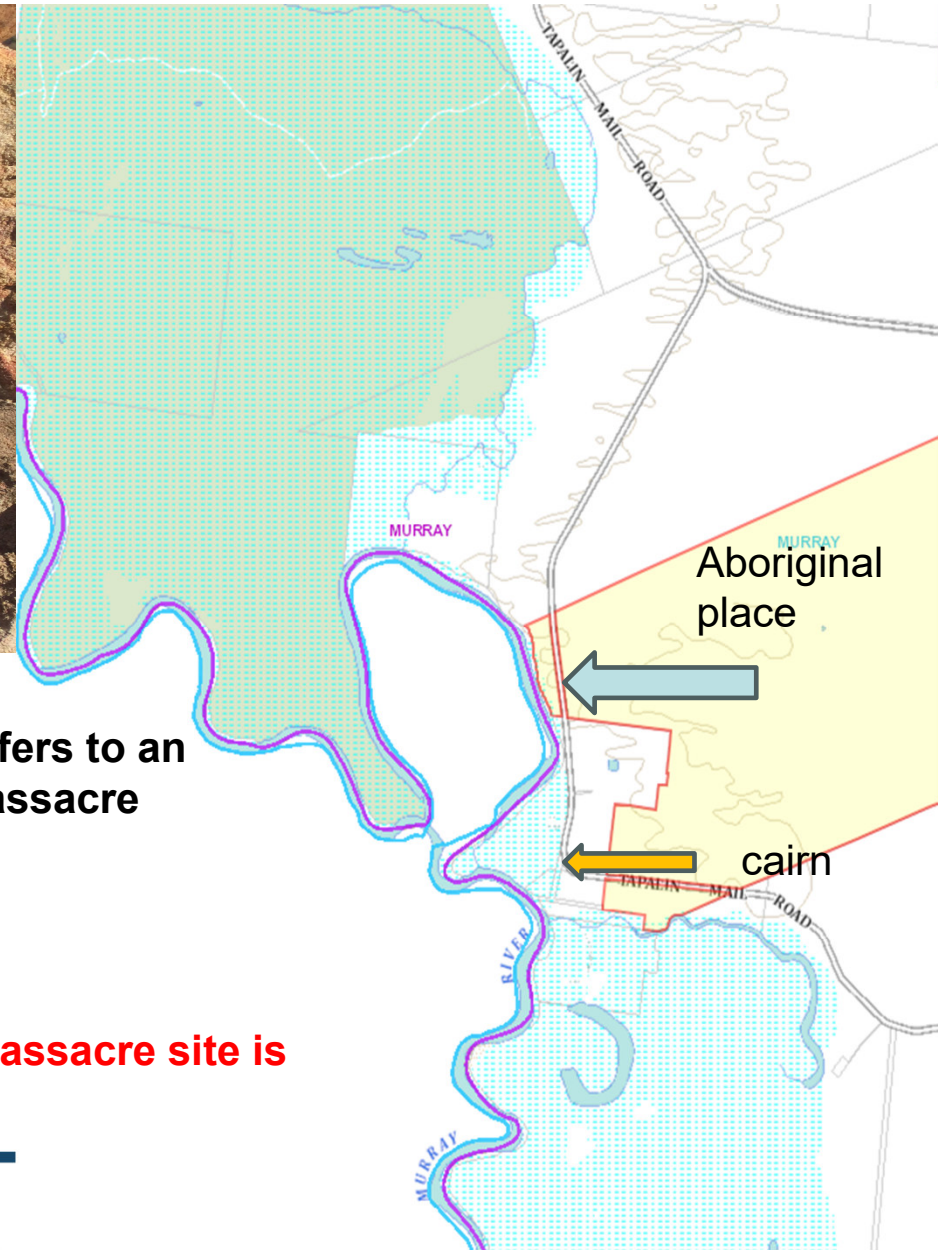 TAPALIN MAIL ROAD
MURRAY
MURRAY
Aboriginal
place
fers to an
assacre
cairn
TAPALIN MAIL ROAD
RIVER
assacre site is
MURRAY